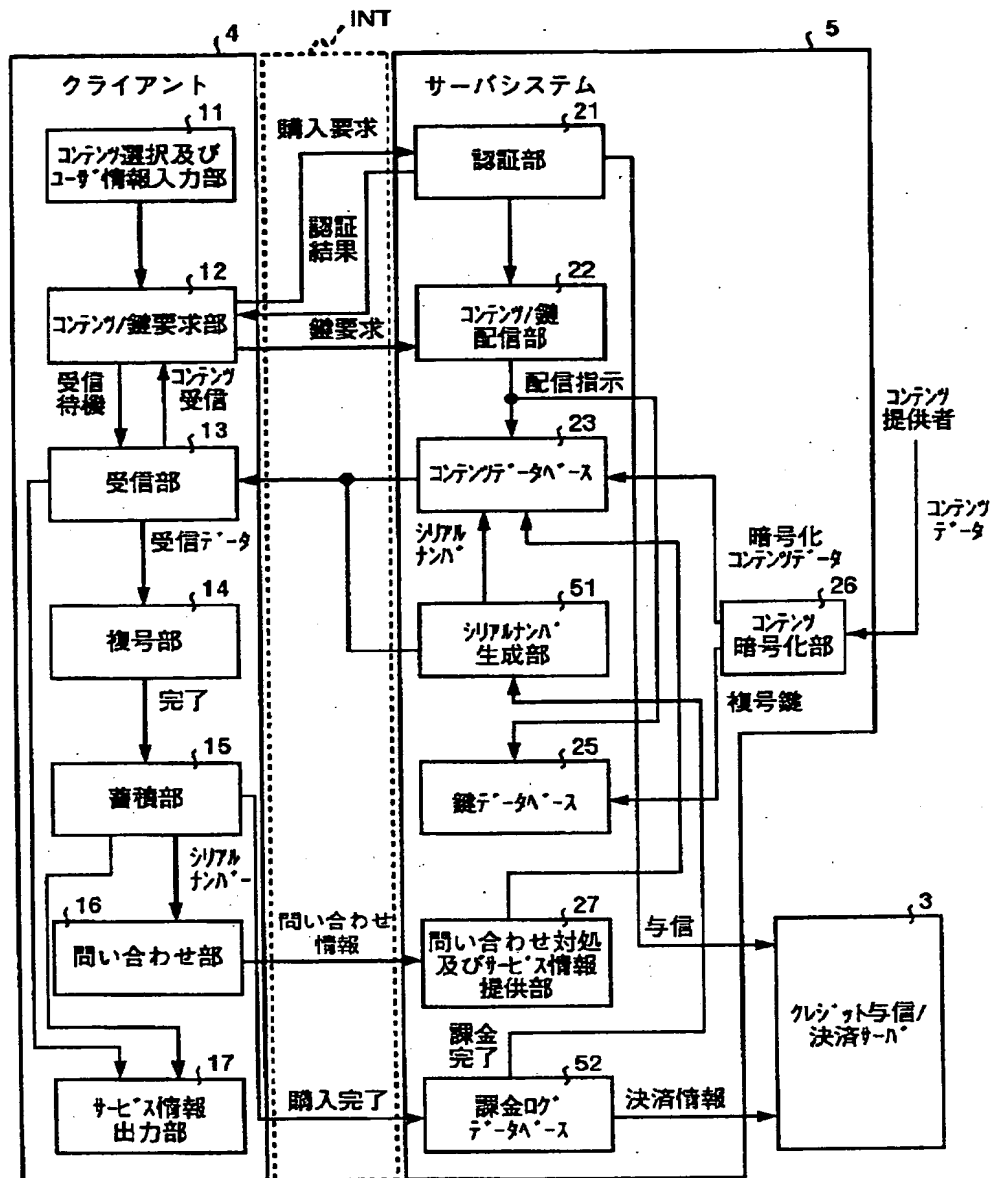 INT
4
クライアント
5
サーバシステム
11
コンテンツ選択及び
ユーザ情報入力部
購入要求
21
認証部
認証
結果
12
コンテンツ/鍵要求部
鍵要求
22
コンテンツ/鍵
配信部
受信
待機
コンテンツ
受信
配信指示
コンテンツ
提供者
13
受信部
23
コンテンツデータベース
コンテンツ
データ
受信データ
シリアル
ナンバ
暗号化
コンテンツデータ
14
複号部
51
シリアルナンバ
生成部
26
コンテンツ
暗号化部
完了
複号鍵
15
蓄積部
25
鍵データベース
シリアル
ナンバー
16
問い合わせ部
問い合わせ
情報
27
問い合わせ対処
及びサービス情報
提供部
与信
3
クレジット与信/
決済サーバ
課金
完了
17
サービス情報
出力部
購入完了
52
課金ログ
データベース
決済情報